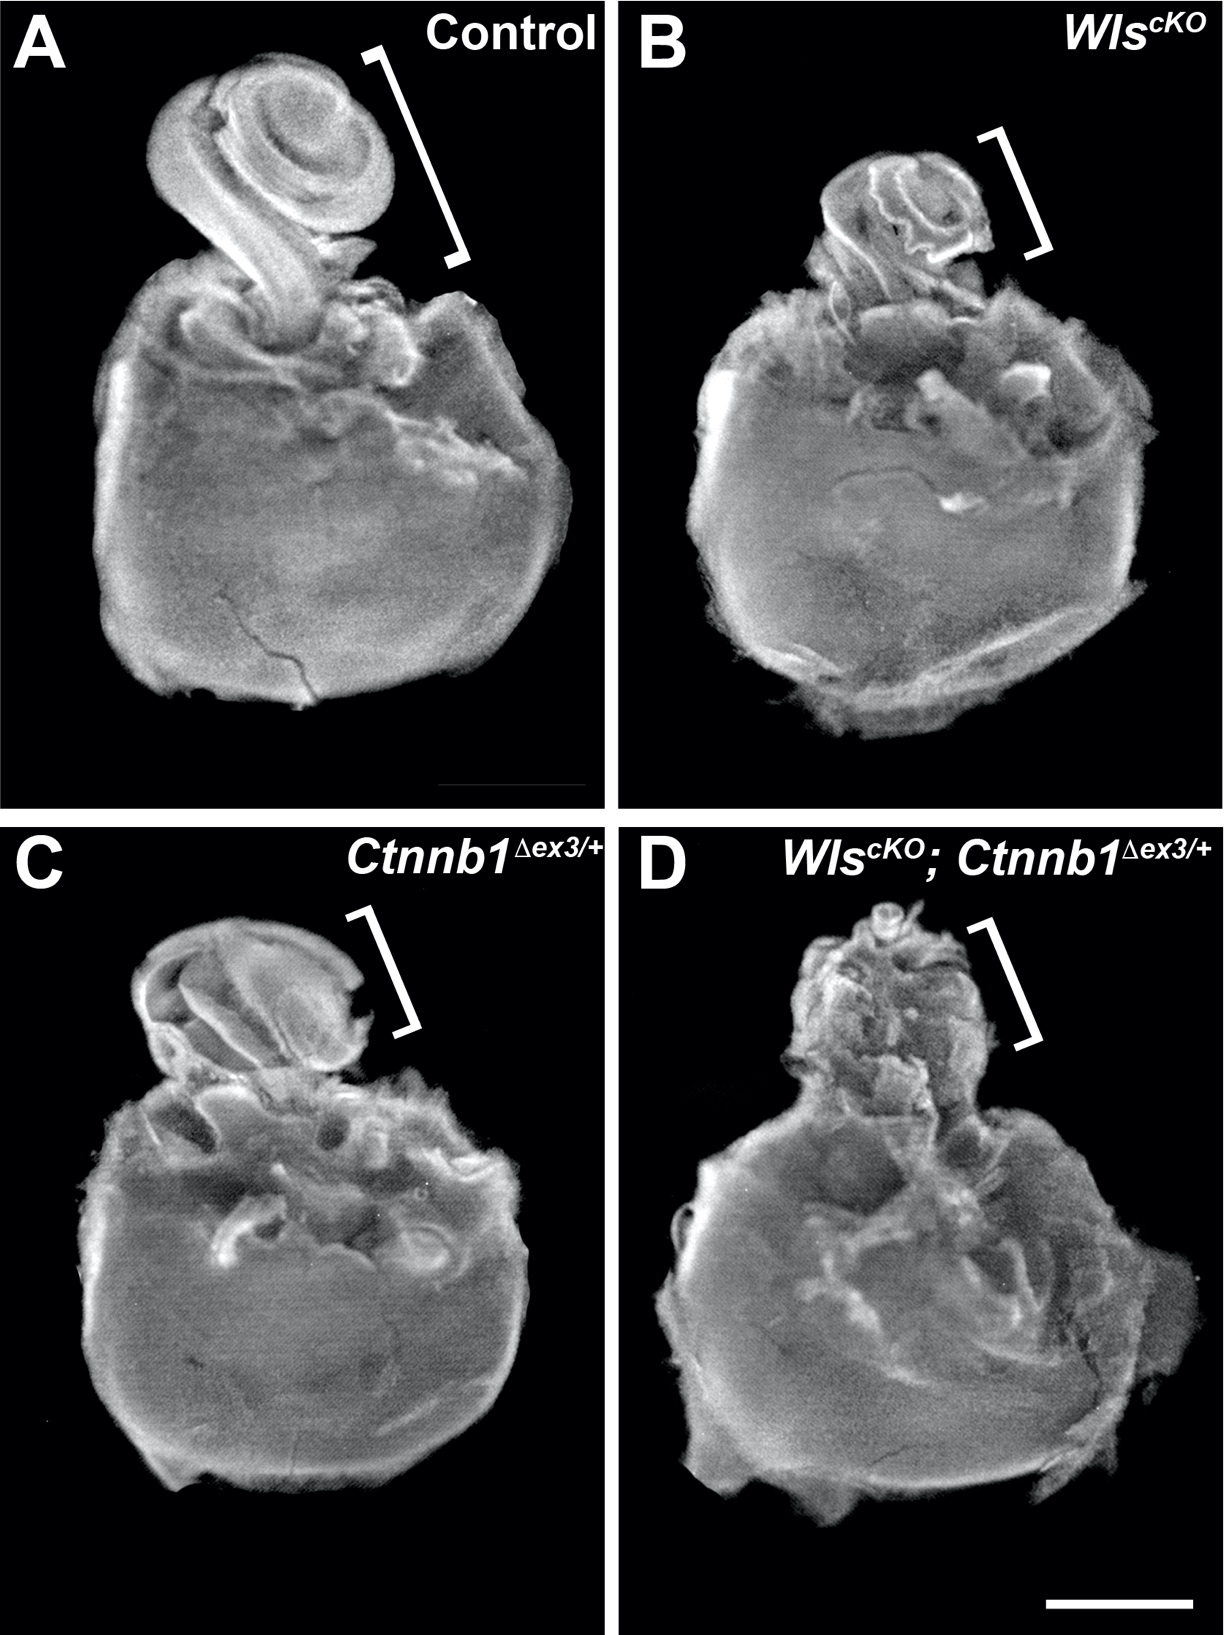 A Control
B Wls^cKO
C Ctnnb1^Δex3/+
D Wls^cKO; Ctnnb1^Δex3/+